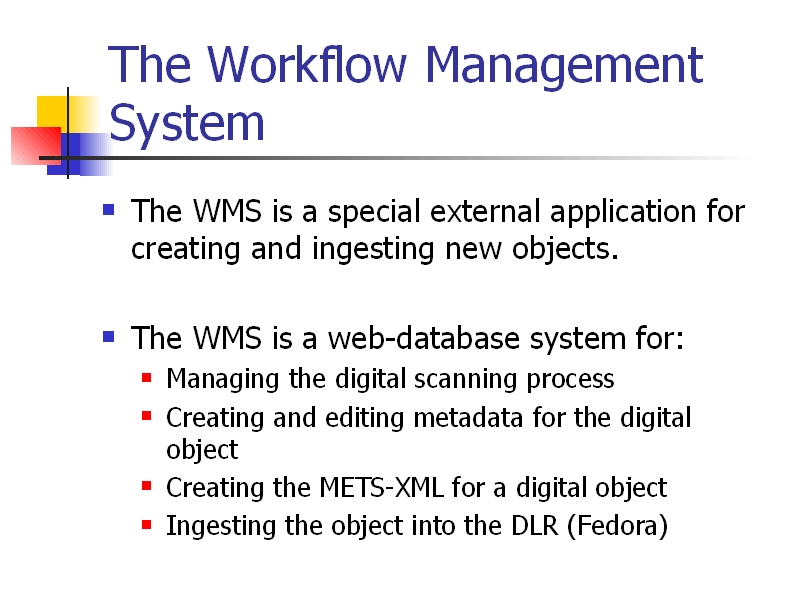 The Workflow Management
System
The WMS is a special external application for
creating and ingesting new objects.
The WMS is a web-database system for:
Managing the digital scanning process
Creating and editing metadata for the digital
object
Creating the METS-XML for a digital object
Ingesting the object into the DLR (Fedora)